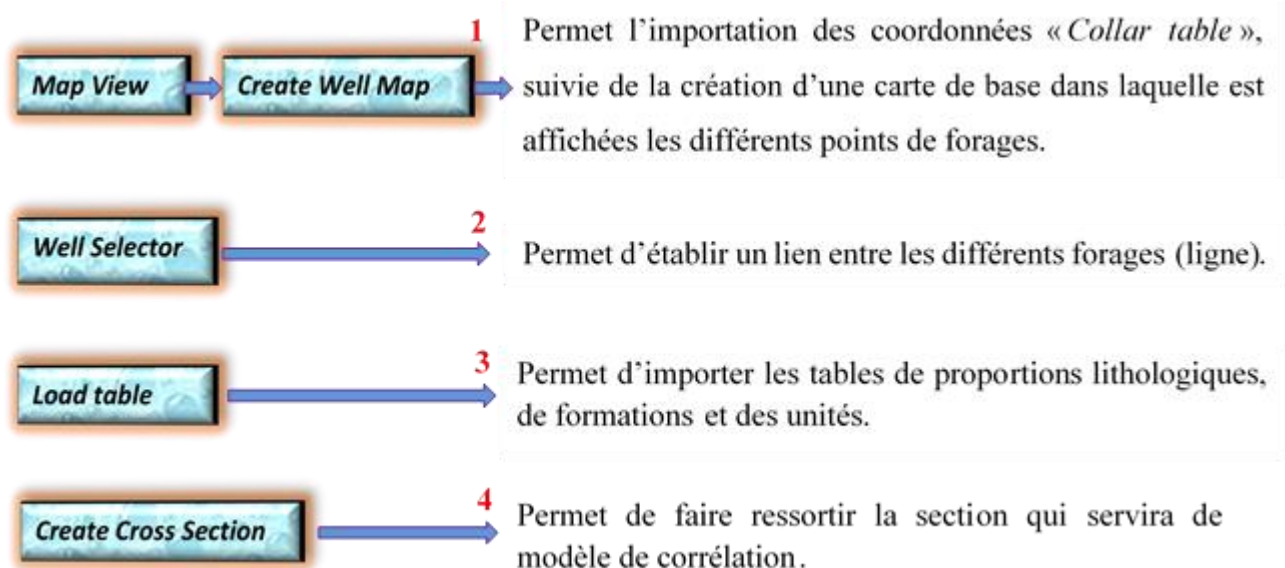 1
Map View
Create Well Map
Permet l’importation des coordonnées « Collar table »,
suivie de la création d’une carte de base dans laquelle est
affichées les différents points de forages.
2
Well Selector
Permet d’établir un lien entre les différents forages (ligne).
3
Load table
Permet d’importer les tables de proportions lithologiques,
de formations et des unités.
4
Create Cross Section
Permet de faire ressortir la section qui servira de
modèle de corrélation.